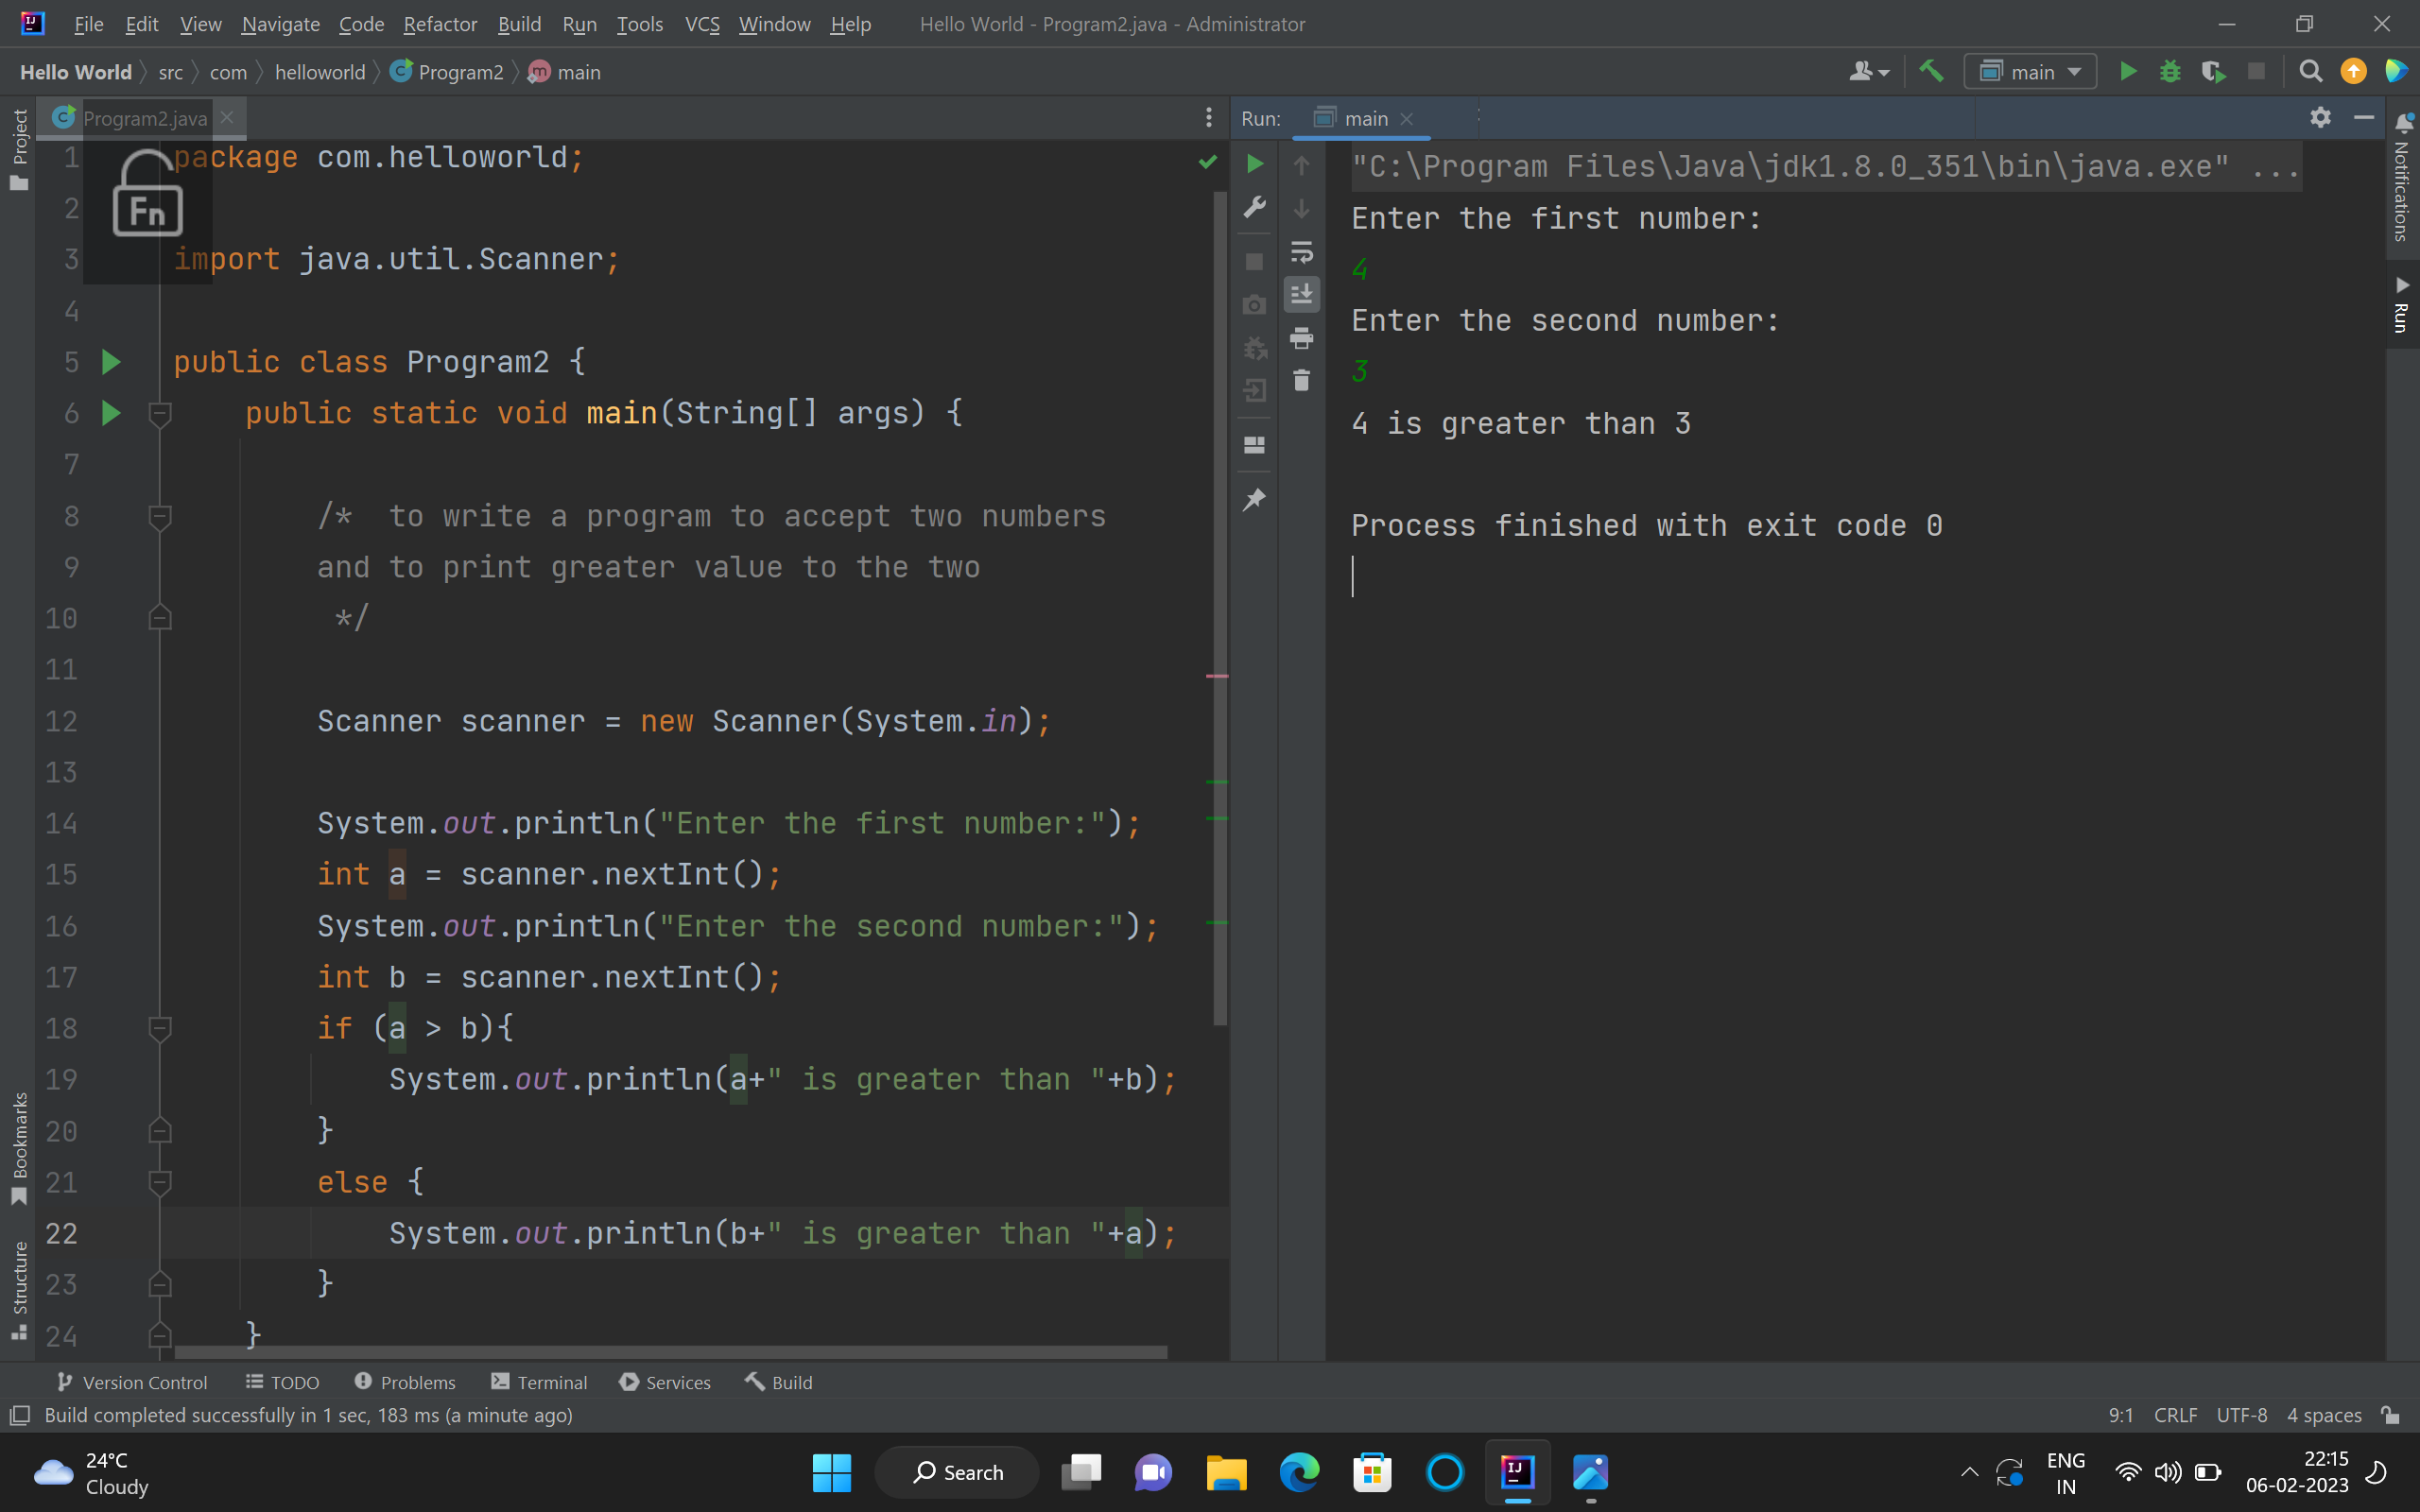 File Edit View Navigate Code Refactor Build Run Tools VCS Window Help Hello World - Program2.java - Administrator
Hello World src com helloworld Program2 main main
Project
Program2.java
Fn
1 package com.helloworld;
2
3 import java.util.Scanner;
4
5 public class Program2 {
6 public static void main(String[] args) {
7
8 /*  to write a program to accept two numbers
9 and to print greater value to the two
10 */
11
12 Scanner scanner = new Scanner(System.in);
13
14 System.out.println("Enter the first number:");
15 int a = scanner.nextInt();
16 System.out.println("Enter the second number:");
17 int b = scanner.nextInt();
18 if (a > b){
19 System.out.println(a+" is greater than "+b);
20 }
21 else {
22 System.out.println(b+" is greater than "+a);
23 }
24 }
Bookmarks
Structure
Run: main
"C:\Program Files\Java\jdk1.8.0_351\bin\java.exe" ...
Enter the first number:
4
Enter the second number:
3
4 is greater than 3
Process finished with exit code 0
Notifications
Run
Version Control TODO Problems Terminal Services Build
Build completed successfully in 1 sec, 183 ms (a minute ago) 9:1 CRLF UTF-8 4 spaces
24°C
Cloudy
Search
IJ
ENG
IN
22:15
06-02-2023